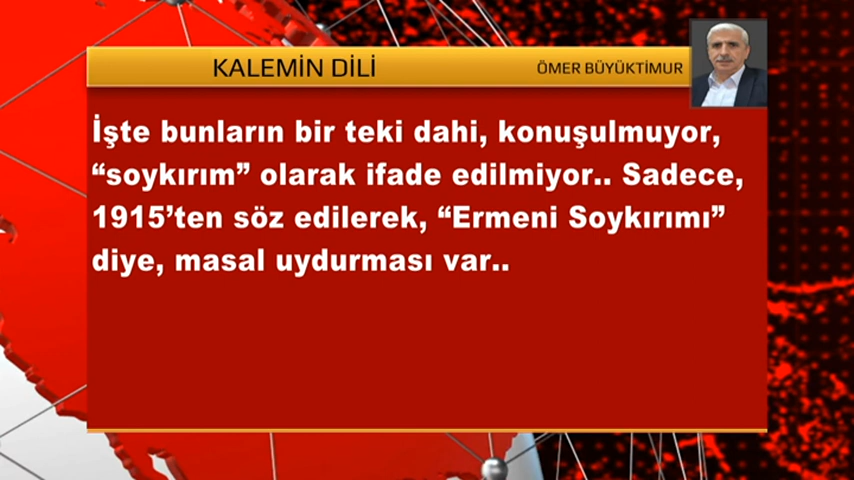 KALEMİN DİLİ
ÖMER BÜYÜKTİMUR
İşte bunların bir teki dahi, konuşulmuyor,
“soykırım” olarak ifade edilmiyor.. Sadece,
1915’ten söz edilerek, “Ermeni Soykırımı”
diye, masal uydurması var..